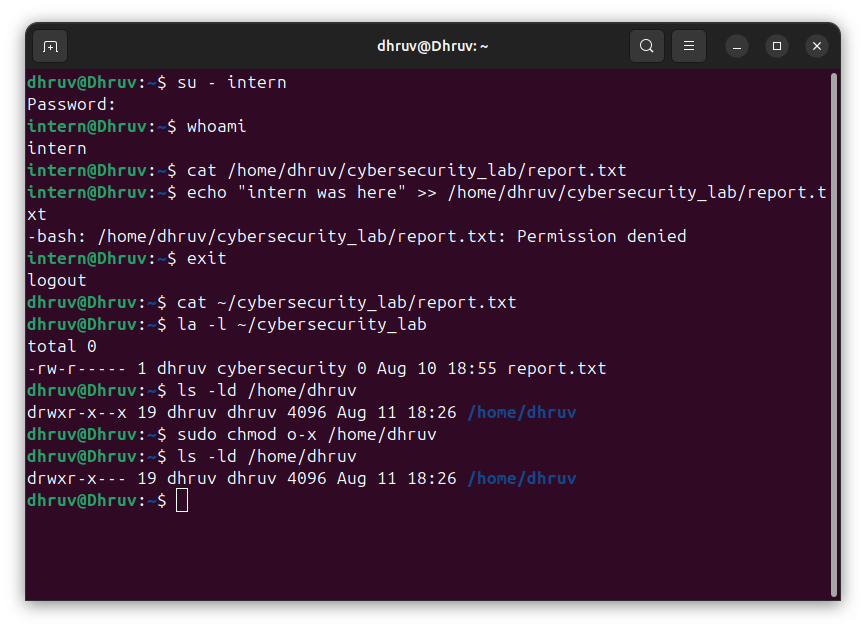 dhruv@Dhruv: ~
dhruv@Dhruv:~$ su - intern
Password:
intern@Dhruv:~$ whoami
intern
intern@Dhruv:~$ cat /home/dhruv/cybersecurity_lab/report.txt
intern@Dhruv:~$ echo "intern was here" >> /home/dhruv/cybersecurity_lab/report.t
xt
-bash: /home/dhruv/cybersecurity_lab/report.txt: Permission denied
intern@Dhruv:~$ exit
logout
dhruv@Dhruv:~$ cat ~/cybersecurity_lab/report.txt
dhruv@Dhruv:~$ la -l ~/cybersecurity_lab
total 0
-rw-r----- 1 dhruv cybersecurity 0 Aug 10 18:55 report.txt
dhruv@Dhruv:~$ ls -ld /home/dhruv
drwxr-x--x 19 dhruv dhruv 4096 Aug 11 18:26 /home/dhruv
dhruv@Dhruv:~$ sudo chmod o-x /home/dhruv
dhruv@Dhruv:~$ ls -ld /home/dhruv
drwxr-x--- 19 dhruv dhruv 4096 Aug 11 18:26 /home/dhruv
dhruv@Dhruv:~$